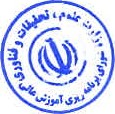 وزارت علوم، تحقیقات و فناوری
شورای برنامه ریزی آموزش عالی